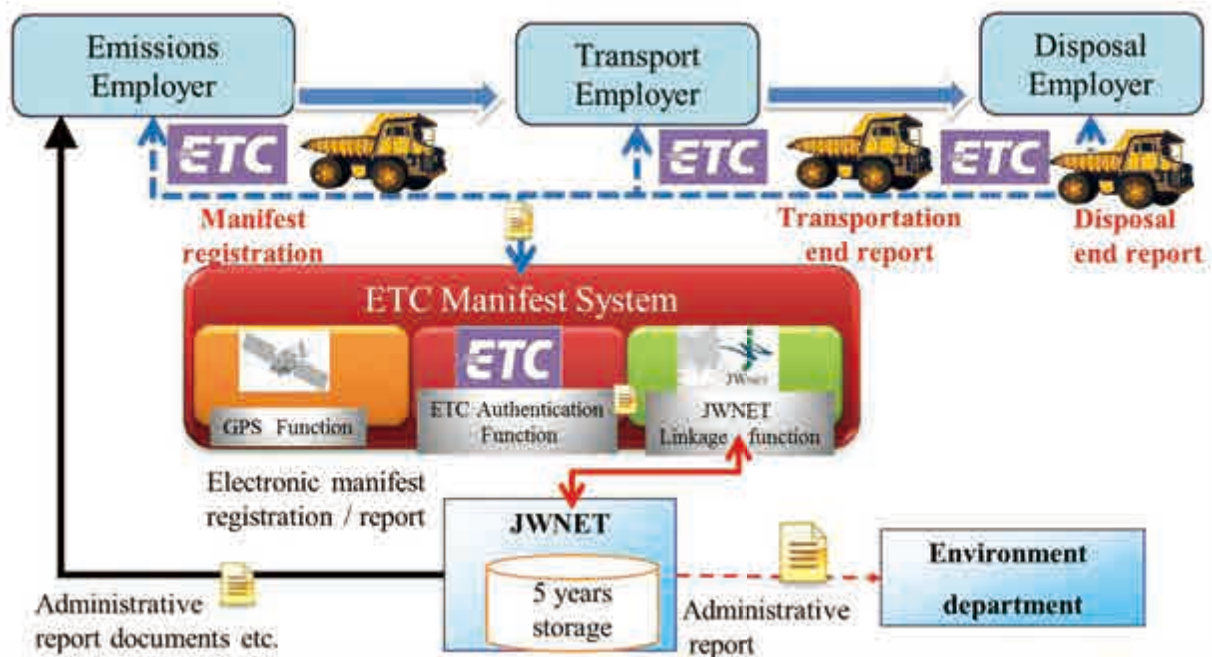 Emissions
Employer
Transport
Employer
Disposal
Employer
ETC
ETC
ETC
Manifest
registration
Transportation
end report
Disposal
end report
ETC Manifest System
ETC
JWNET
GPS Function
ETC Authentication
Function
JWNET
Linkage function
Electronic manifest
registration / report
JWNET
5 years
storage
Administrative
report
Environment
department
Administrative
report documents etc.